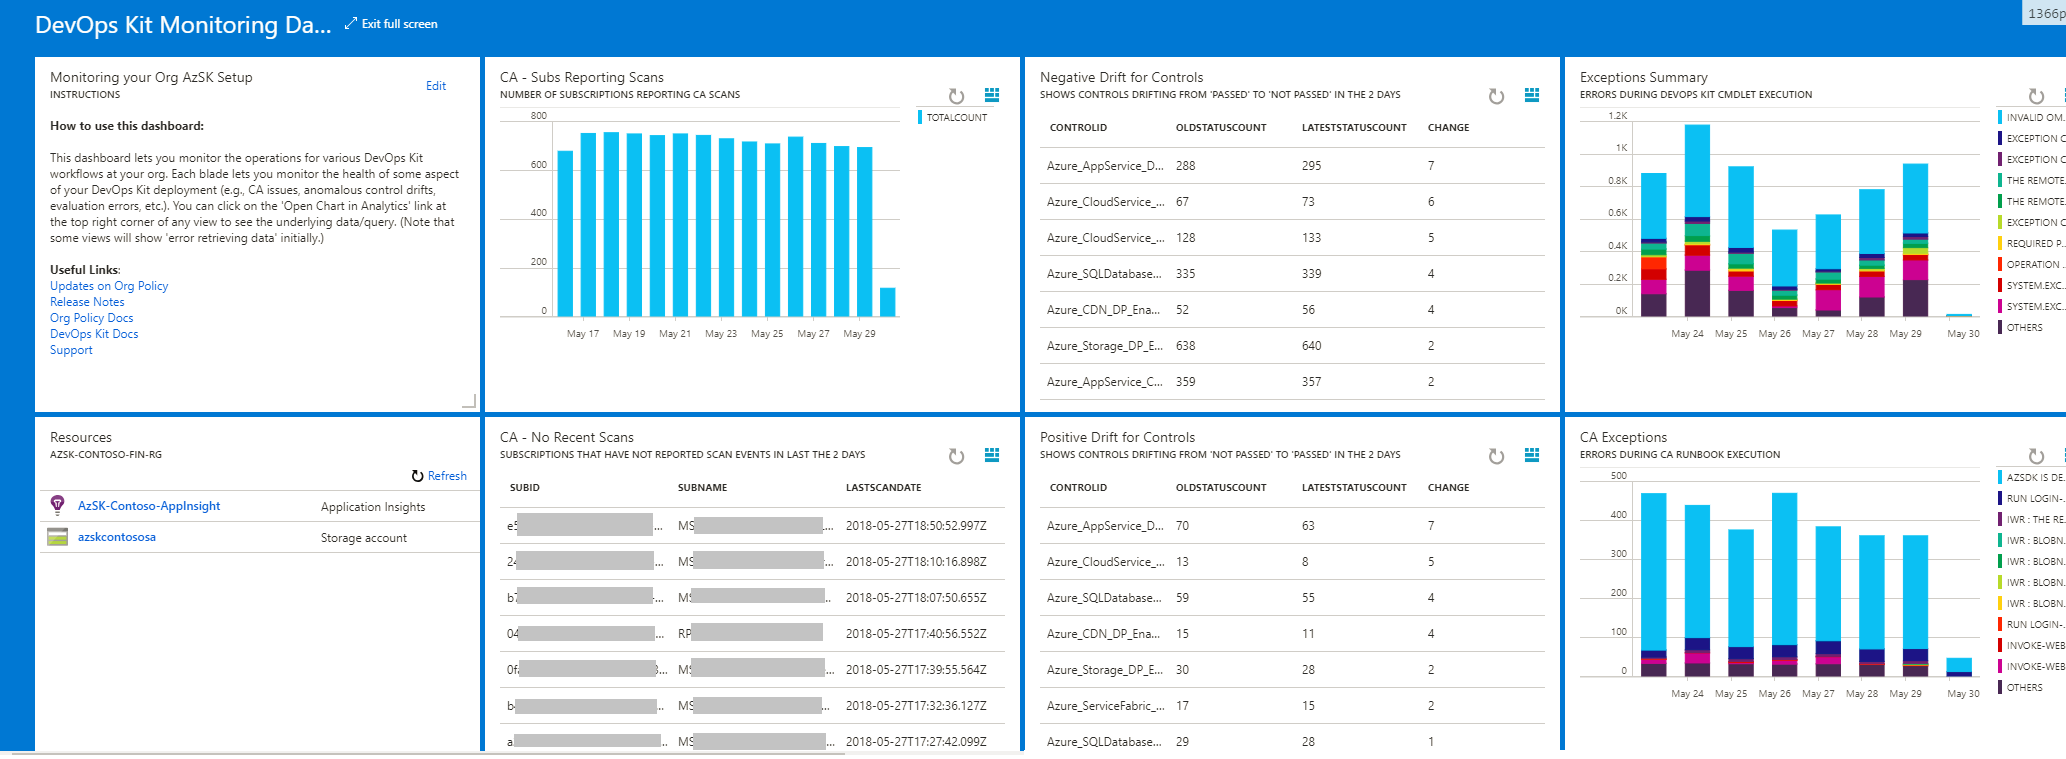 DevOps Kit Monitoring Da...
Exit full screen
1366p
Monitoring your Org AzSK Setup
INSTRUCTIONS
Edit
How to use this dashboard:
This dashboard lets you monitor the operations for various DevOps Kit
workflows at your org. Each blade lets you monitor the health of some aspect
of your DevOps Kit deployment (e.g., CA issues, anomalous control drifts,
evaluation errors, etc.). You can click on the 'Open Chart in Analytics' link at
the top right corner of any view to see the underlying data/query. (Note that
some views will show 'error retrieving data' initially.)
Useful Links:
Updates on Org Policy
Release Notes
Org Policy Docs
DevOps Kit Docs
Support
CA - Subs Reporting Scans
NUMBER OF SUBSCRIPTIONS REPORTING CA SCANS
TOTALCOUNT
800
600
400
200
0
May 17 May 19 May 21 May 23 May 25 May 27 May 29
Negative Drift for Controls
SHOWS CONTROLS DRIFTING FROM 'PASSED' TO 'NOT PASSED' IN THE 2 DAYS
CONTROLID OLDSTATUSCOUNT LATESTSTATUSCOUNT CHANGE
Azure_AppService_D... 288 295 7
Azure_CloudService_... 67 73 6
Azure_CloudService_... 128 133 5
Azure_SQLDatabase... 335 339 4
Azure_CDN_DP_Ena... 52 56 4
Azure_Storage_DP_E... 638 640 2
Azure_AppService_C... 359 357 2
Exceptions Summary
ERRORS DURING DEVOPS KIT CMDLET EXECUTION
1.2K
1K
0.8K
0.6K
0.4K
0.2K
0K
May 24 May 25 May 26 May 27 May 28 May 29 May 30
INVALID OM...
EXCEPTION C
EXCEPTION C
THE REMOTE.
THE REMOTE.
EXCEPTION C
REQUIRED P...
OPERATION ...
SYSTEM.EXC...
SYSTEM.EXC...
OTHERS
Resources
AZSK-CONTOSO-FIN-RG
Refresh
AzSK-Contoso-AppInsight Application Insights
azskcontososa Storage account
CA - No Recent Scans
SUBSCRIPTIONS THAT HAVE NOT REPORTED SCAN EVENTS IN LAST THE 2 DAYS
SUBID SUBNAME LASTSCANDATE
e5 ... MS ... 2018-05-27T18:50:52.997Z
24 ... MS ... 2018-05-27T18:10:16.898Z
b7 ... MS .. 2018-05-27T18:07:50.655Z
04 ... RP 2018-05-27T17:40:56.552Z
0f ... MS ... 2018-05-27T17:39:55.564Z
b ... MS ... 2018-05-27T17:32:36.127Z
a .. MS ... 2018-05-27T17:27:42.099Z
Positive Drift for Controls
SHOWS CONTROLS DRIFTING FROM 'NOT PASSED' TO 'PASSED' IN THE 2 DAYS
CONTROLID OLDSTATUSCOUNT LATESTSTATUSCOUNT CHANGE
Azure_AppService_D... 70 63 7
Azure_CloudService_... 13 8 5
Azure_SQLDatabase... 59 55 4
Azure_CDN_DP_Ena... 15 11 4
Azure_Storage_DP_E... 30 28 2
Azure_ServiceFabric_... 17 15 2
Azure_SQLDatabase... 29 28 1
CA Exceptions
ERRORS DURING CA RUNBOOK EXECUTION
500
400
300
200
100
0
May 24 May 25 May 26 May 27 May 28 May 29 May 30
AZSDK IS DE..
RUN LOGIN-..
IWR : THE RE..
IWR : BLOBN.
IWR : BLOBN.
IWR : BLOBN.
IWR : BLOBN.
RUN LOGIN-..
INVOKE-WEB
INVOKE-WEB
OTHERS